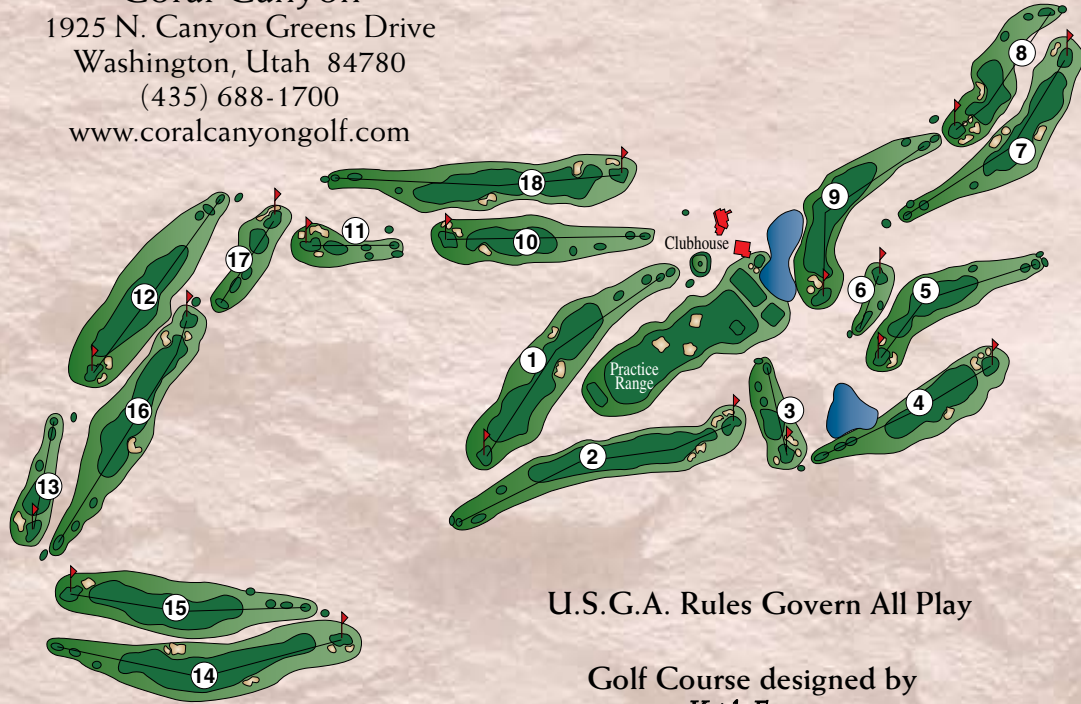 Coral Canyon
1925 N. Canyon Greens Drive
Washington, Utah 84780
(435) 688-1700
www.coralcanyongolf.com
8
7
18
9
11
10
Clubhouse
17
12
6
5
1
Practice
Range
16
3
4
2
13
15
14
U.S.G.A. Rules Govern All Play
Golf Course designed by